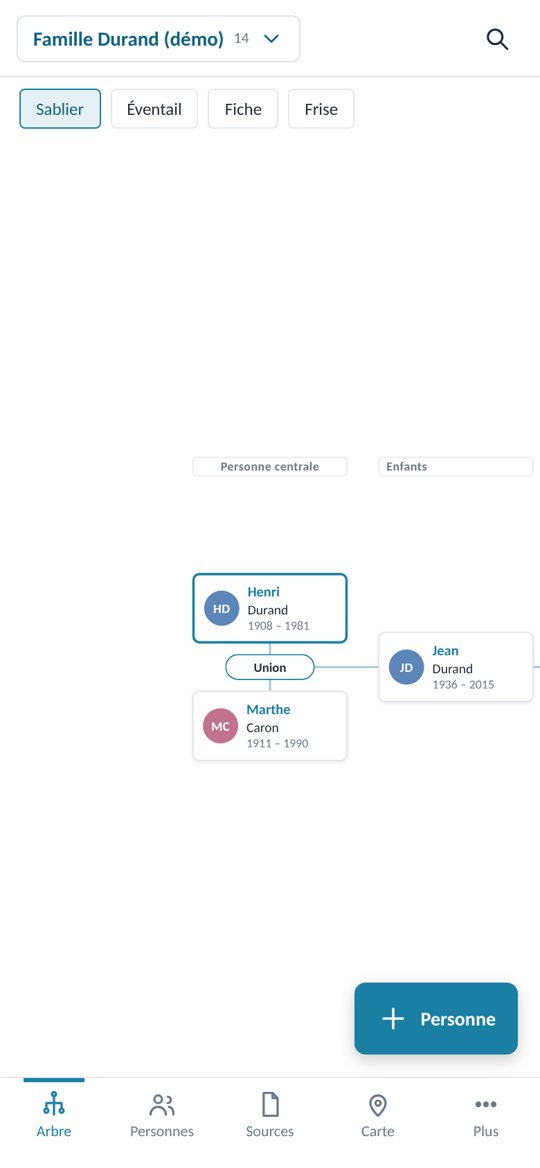 Famille Durand (démo) 14
Sablier
Éventail
Fiche
Frise
Personne centrale
Enfants
HD
Henri
Durand
1908 – 1981
Union
JD
Jean
Durand
1936 – 2015
MC
Marthe
Caron
1911 – 1990
Personne
Arbre
Personnes
Sources
Carte
Plus